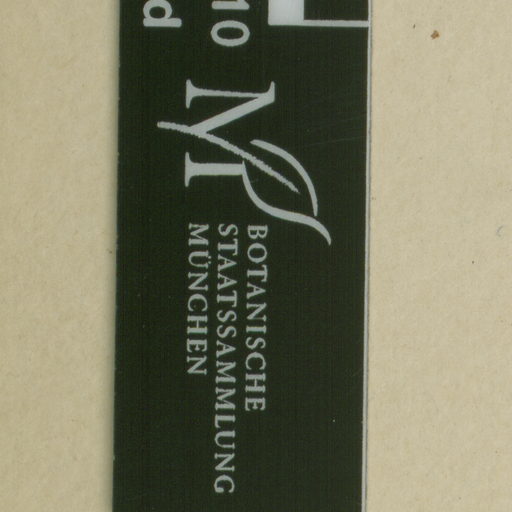 10
d
M
BOTANISCHE
STAATSSAMMLUNG
MÜNCHEN